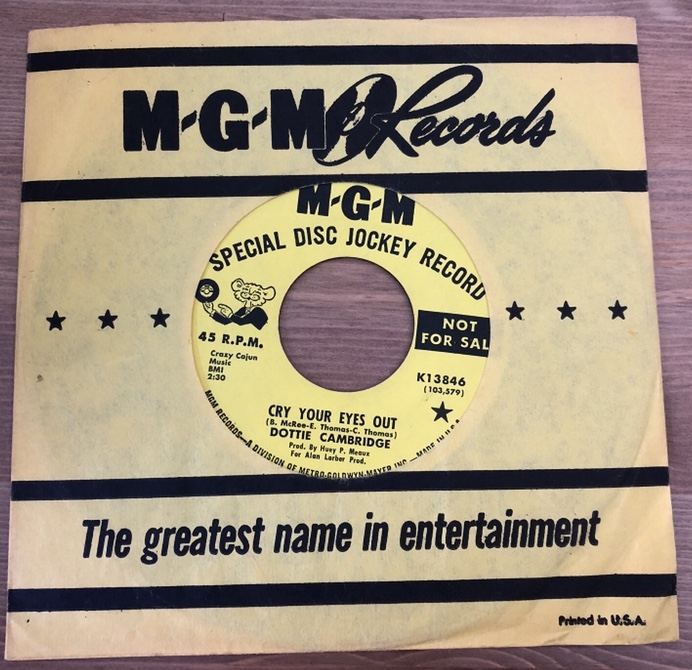 M-G-M Records
M-G-M
SPECIAL DISC JOCKEY RECORD
45 R.P.M.
NOT
FOR SAL
Crazy Cajun
Music
BMI
2:30
K13846
(103,579)
CRY YOUR EYES OUT
(B. McRee-E. Thomas-C. Thomas)
DOTTIE CAMBRIDGE
Prod. By Huey P. Meaux
For Alan Lorber Prod.
MGM RECORDS—A DIVISION OF METRO-GOLDWYN-MAYER INC.—MADE IN U.S.A.
The greatest name in entertainment
Printed in U.S.A.